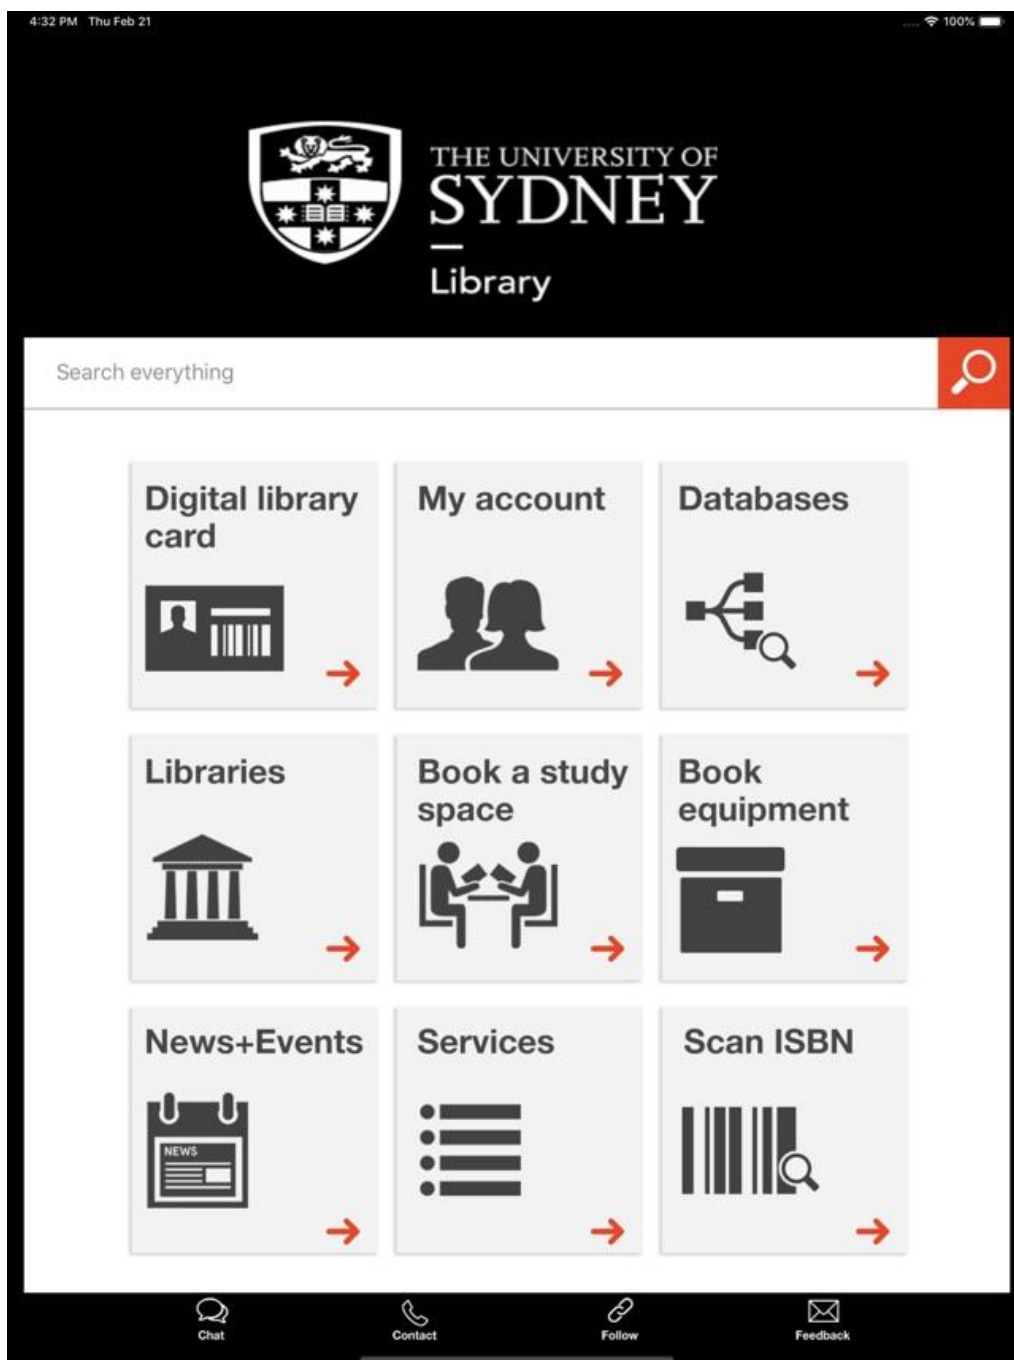 4:32 PM Thu Feb 21
100%
THE UNIVERSITY OF
SYDNEY
Library
Search everything
Digital library
card
My account
Databases
Libraries
Book a study
space
Book
equipment
News+Events
NEWS
Services
Scan ISBN
Chat
Contact
Follow
Feedback